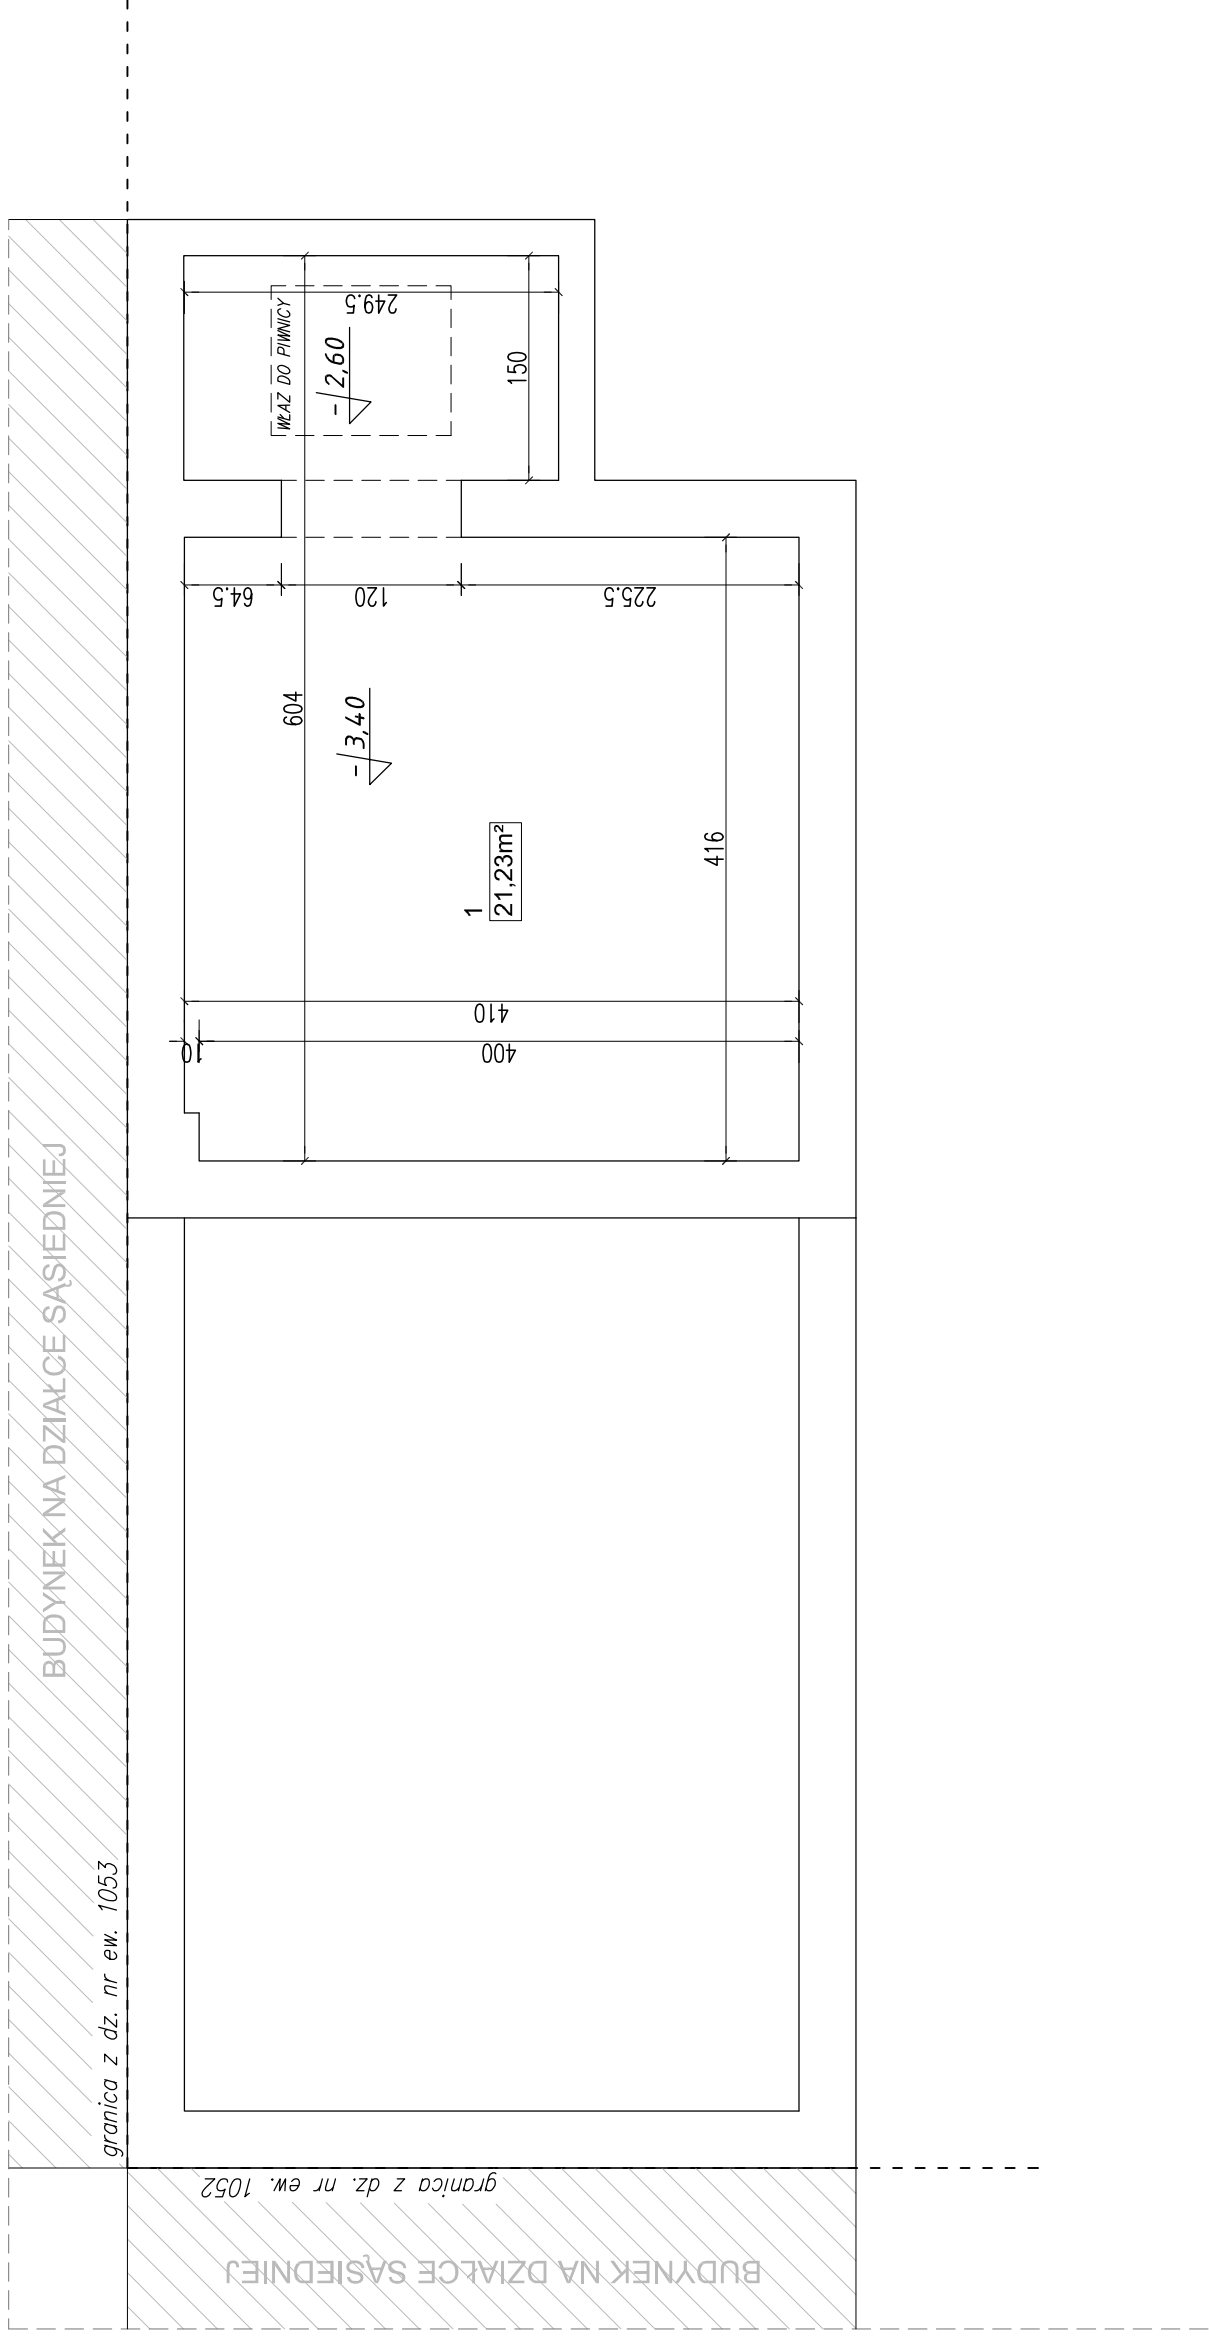 WŁAZ DO PIWNICY
249.5
-2,60
150
64.5
120
225.5
604
-3,40
416
1
21,23m²
410
10
400
BUDYNEK NA DZIAŁCE SĄSIEDNIEJ
granica z dz. nr ew. 1053
granica z dz. nr ew. 1052
BUDYNEK NA DZIAŁCE SĄSIEDNIEJ